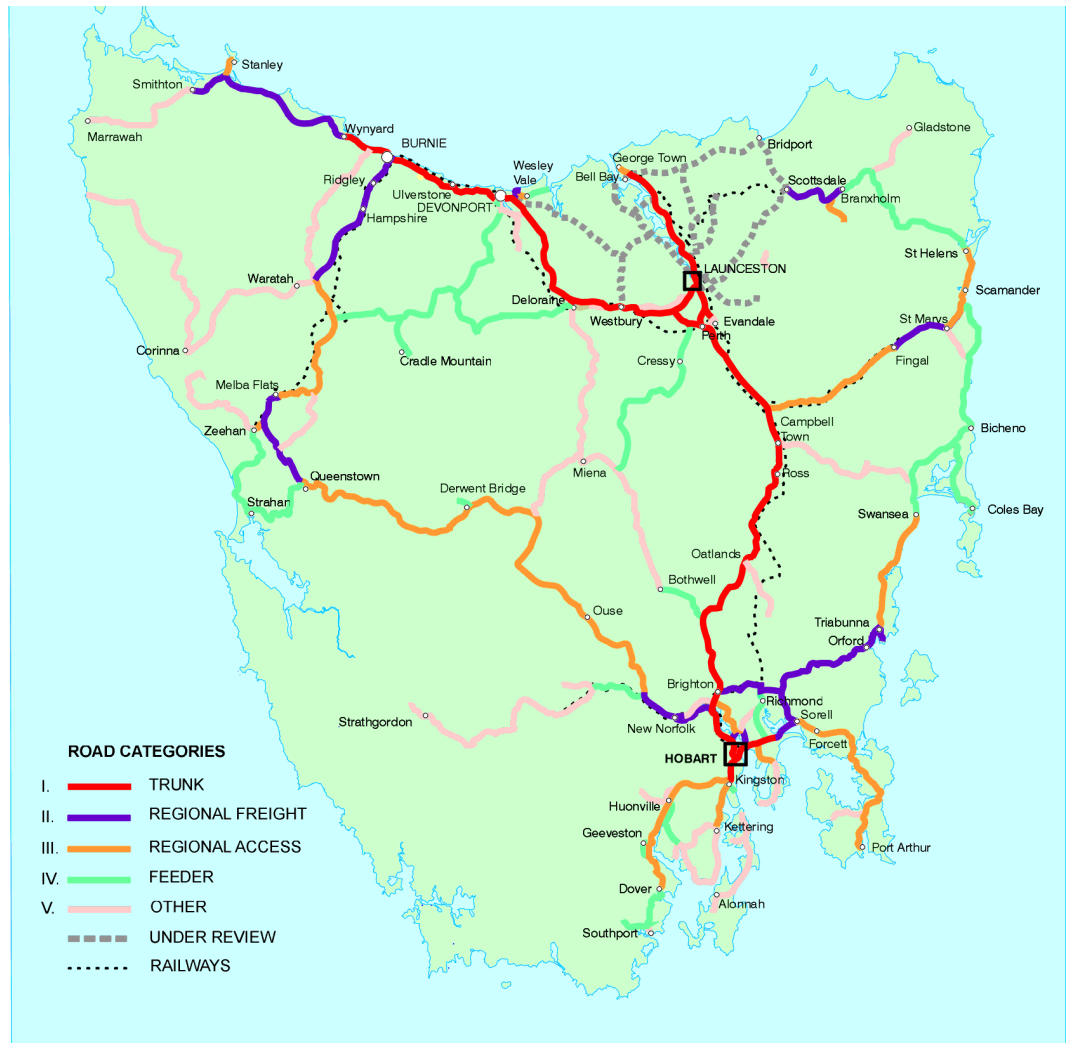 Stanley
Smithton
Marrawah
Wynyard
BURNIE
Ridgley
Hampshire
Ulverstone
DEVONPORT
Wesley
Vale
George Town
Bell Bay
Bridport
Gladstone
Scottsdale
Branxholm
St Helens
Scamander
St Marys
Fingal
Waratah
Corinna
Cradle Mountain
Deloraine
Westbury
LAUNCESTON
Evandale
Perth
Cressy
Melba Flats
Zeehan
Queenstown
Strahan
Derwent Bridge
Miena
Campbell
Town
Ross
Bicheno
Coles Bay
Swansea
Oatlands
Bothwell
Ouse
Triabunna
Orford
Brighton
Richmond
Sorell
Forcett
New Norfolk
Strathgordon
HOBART
Kingston
Huonville
Geeveston
Kettering
Port Arthur
Dover
Alonnah
Southport
ROAD CATEGORIES
I. TRUNK
II. REGIONAL FREIGHT
III. REGIONAL ACCESS
IV. FEEDER
V. OTHER
UNDER REVIEW
RAILWAYS